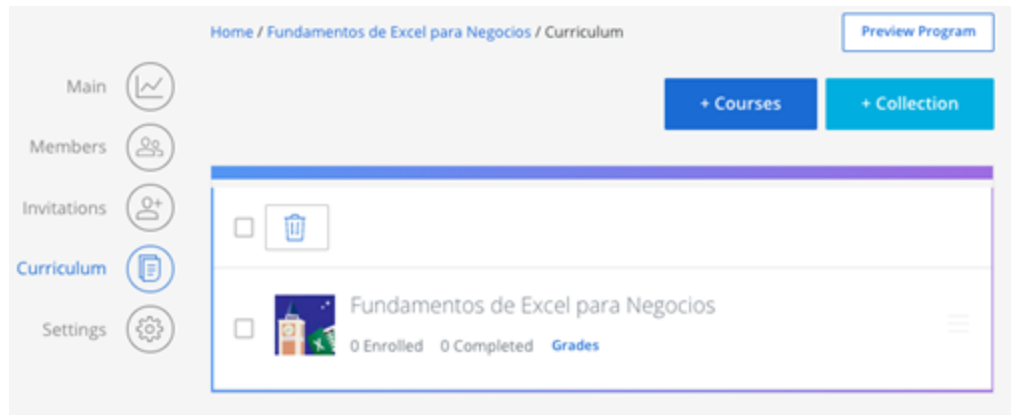 Home / Fundamentos de Excel para Negocios / Curriculum
Preview Program
Main
Members
Invitations
Curriculum
Settings
+ Courses
+ Collection
Fundamentos de Excel para Negocios
0 Enrolled 0 Completed Grades